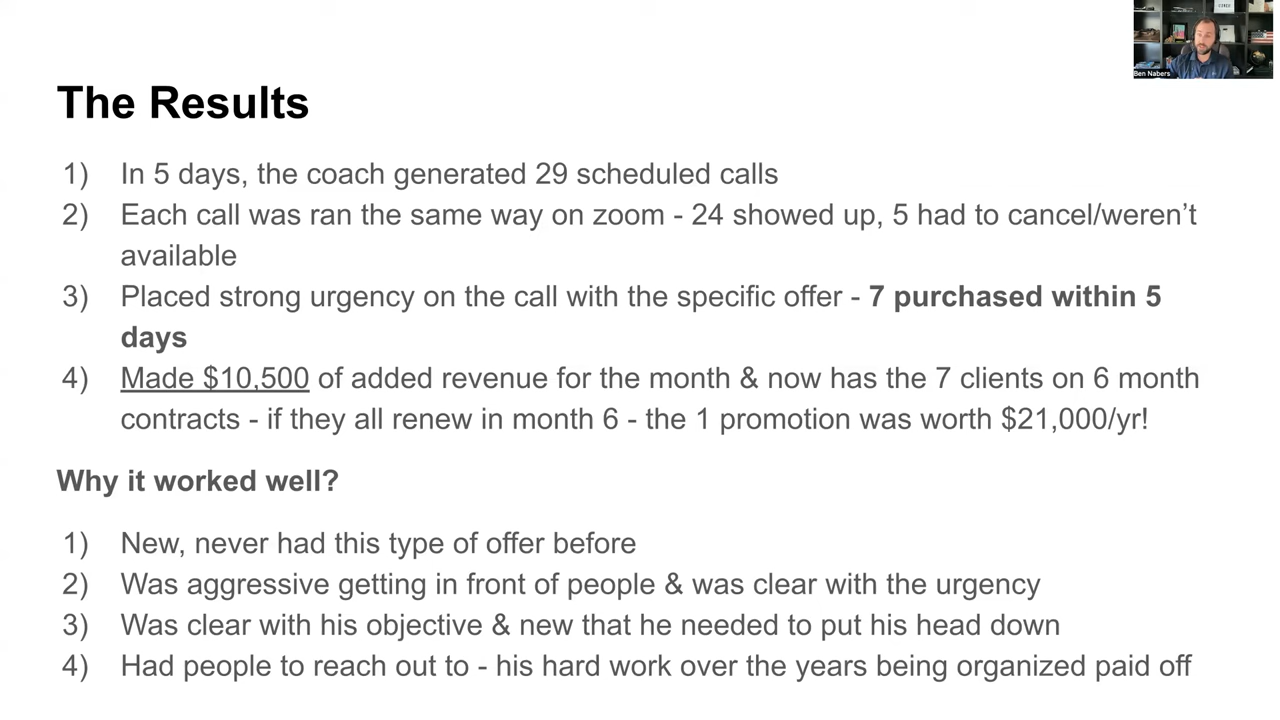 Ben Nabers
The Results
1) In 5 days, the coach generated 29 scheduled calls
2) Each call was ran the same way on zoom - 24 showed up, 5 had to cancel/weren’t
available
3) Placed strong urgency on the call with the specific offer - 7 purchased within 5
days
4) Made $10,500 of added revenue for the month & now has the 7 clients on 6 month
contracts - if they all renew in month 6 - the 1 promotion was worth $21,000/yr!
Why it worked well?
1) New, never had this type of offer before
2) Was aggressive getting in front of people & was clear with the urgency
3) Was clear with his objective & new that he needed to put his head down
4) Had people to reach out to - his hard work over the years being organized paid off